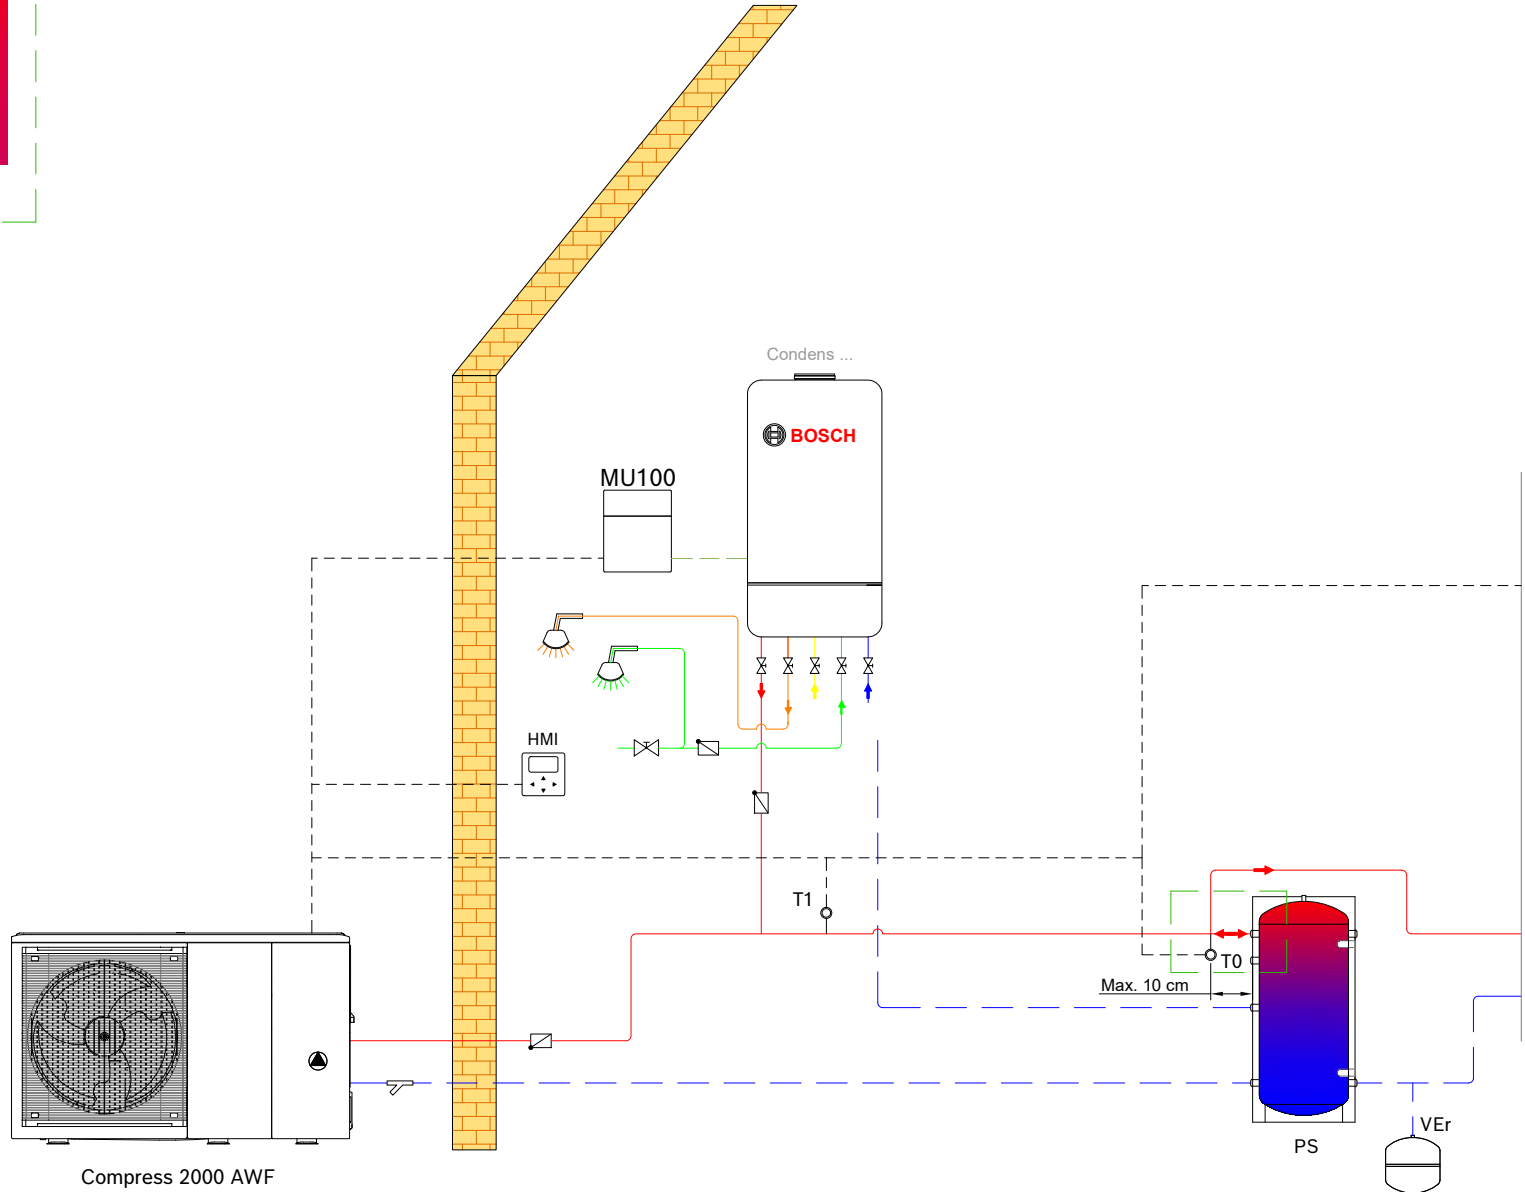 Condens ...
BOSCH
MU100
HMI
T1
T0
Max. 10 cm
VEr
PS
Compress 2000 AWF